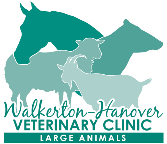 Walkerton-Hanover
VETERINARY CLINIC
LARGE ANIMALS